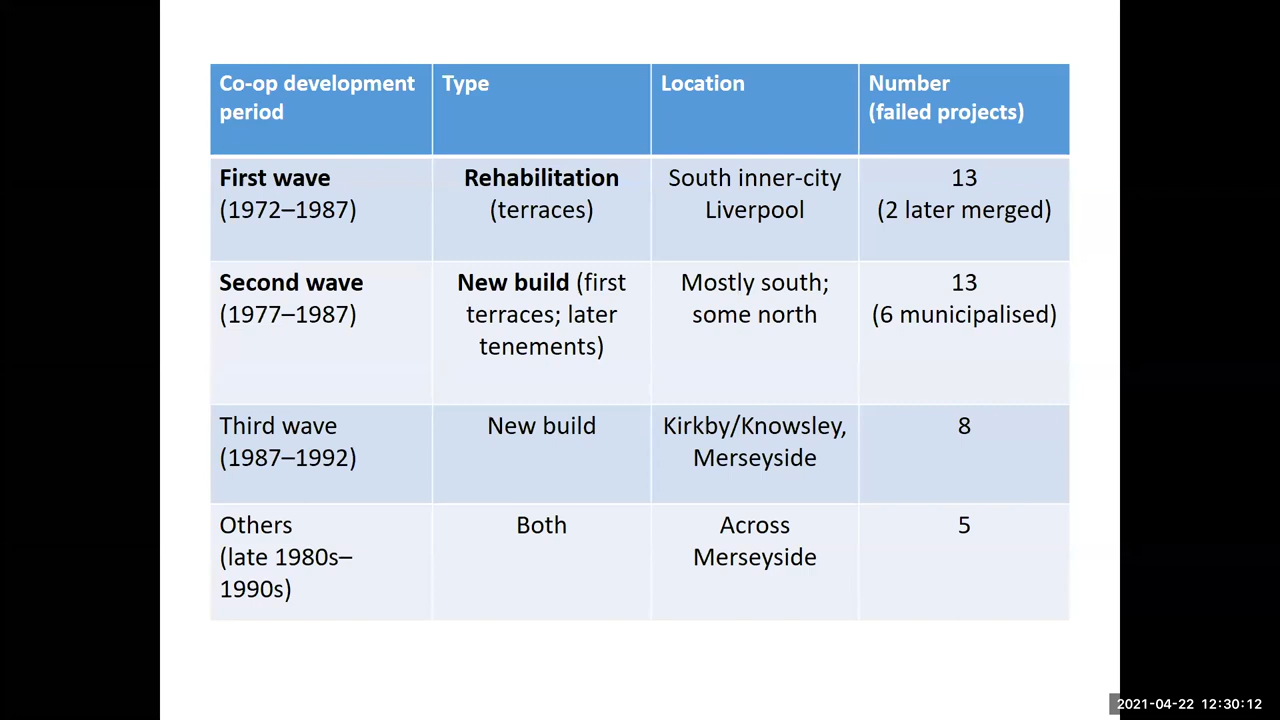 Co-op development
period
Type
Location
Number
(failed projects)
First wave
(1972–1987)
Rehabilitation
(terraces)
South inner-city
Liverpool
13
(2 later merged)
Second wave
(1977–1987)
New build (first
terraces; later
tenements)
Mostly south;
some north
13
(6 municipalised)
Third wave
(1987–1992)
New build
Kirkby/Knowsley,
Merseyside
8
Others
(late 1980s–
1990s)
Both
Across
Merseyside
5
2021-04-22 12:30:12